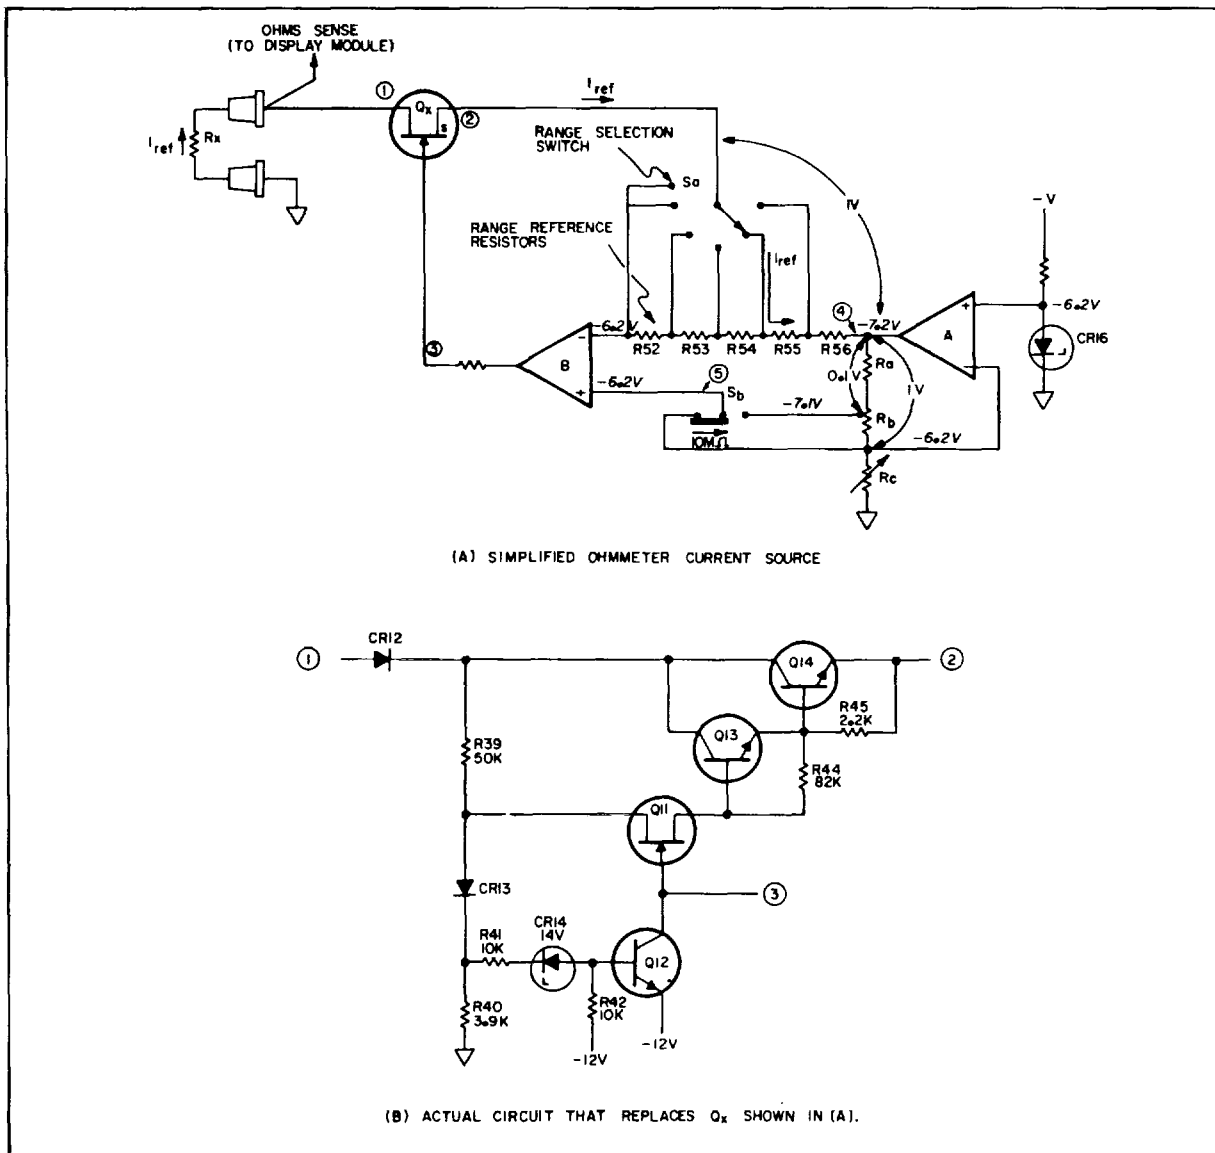 OHMS SENSE
(TO DISPLAY MODULE)
①
Qx
S
②
Iref
Rx
Iref
RANGE SELECTION
SWITCH
Sa
1V
-V
RANGE REFERENCE
RESISTORS
Iref
-6.2V
④
-7.2V
+
A
-
-6.2V
CR16
③
-
B
+
R52
R53
R54
R55
R56
Ra
0.1V
1V
-6.2V
⑤
Sb
-7.1V
Rb
10MΩ
-6.2V
Rc
(A) SIMPLIFIED OHMMETER CURRENT SOURCE
①
CR12
Q14
②
R45
2.2K
R39
50K
Q13
R44
82K
Q11
CR13
③
R41
10K
CR14
14V
Q12
R40
3.9K
R42
10K
-12V
-12V
(B) ACTUAL CIRCUIT THAT REPLACES Qx SHOWN IN (A).